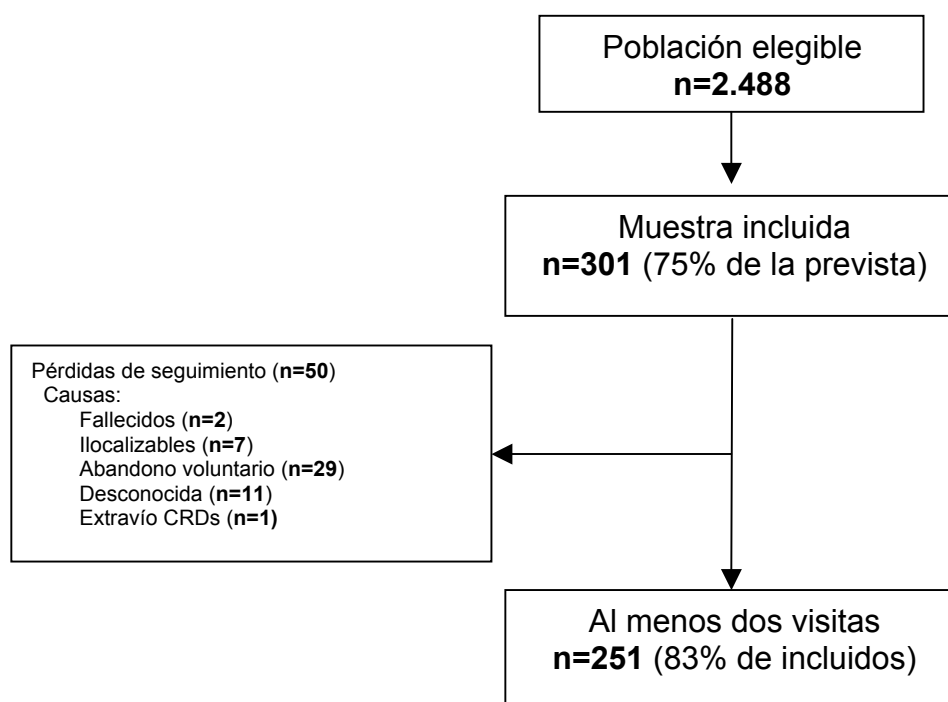 Población elegible
n=2.488
Muestra incluida
n=301 (75% de la prevista)
Pérdidas de seguimiento (n=50)
Causas:
Fallecidos (n=2)
Ilocalizables (n=7)
Abandono voluntario (n=29)
Desconocida (n=11)
Extravío CRDs (n=1)
Al menos dos visitas
n=251 (83% de incluidos)